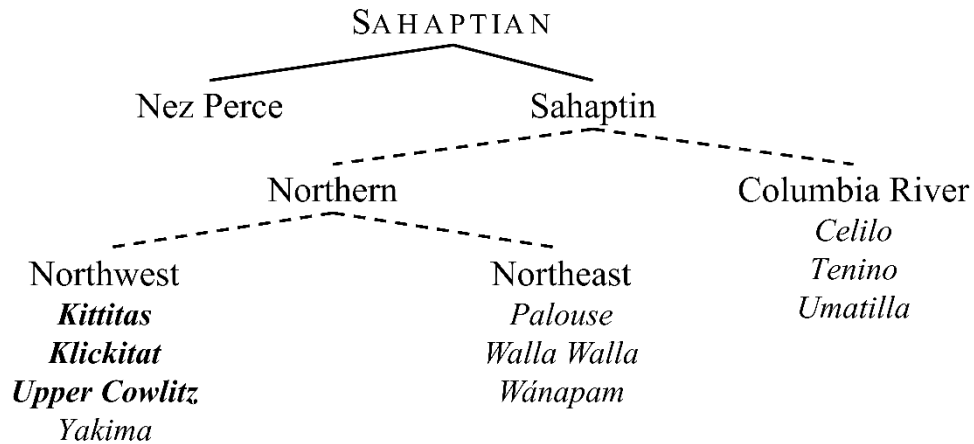 SAHAPTIAN
Nez Perce
Sahaptin
Northern
Columbia River
Celilo
Tenino
Umatilla
Northwest
Kittitas
Klickitat
Upper Cowlitz
Yakima
Northeast
Palouse
Walla Walla
Wánapam